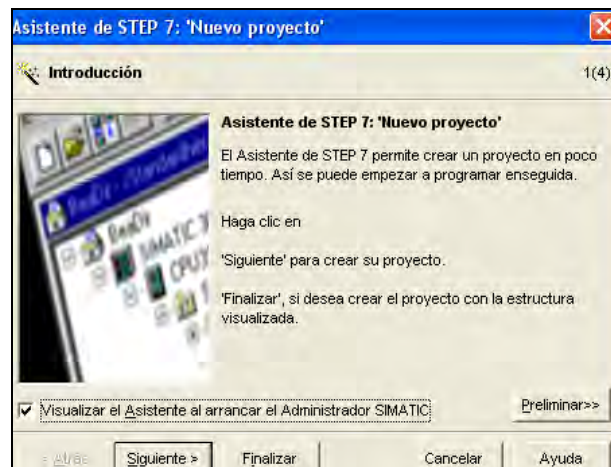 Asistente de STEP 7: 'Nuevo proyecto'
Introducción
1(4)
Asistente de STEP 7: 'Nuevo proyecto'
El Asistente de STEP 7 permite crear un proyecto en poco
tiempo. Así se puede empezar a programar enseguida.
Haga clic en
'Siguiente' para crear su proyecto.
'Finalizar', si desea crear el proyecto con la estructura
visualizada.
SIMATIC
Visualizar el Asistente al arrancar el Administrador SIMATIC
Preliminar>>
< Atrás
Siguiente >
Finalizar
Cancelar
Ayuda